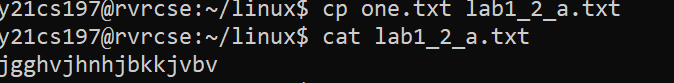 y21cs197@rvrcse:~/linux$ cp one.txt lab1_2_a.txt
y21cs197@rvrcse:~/linux$ cat lab1_2_a.txt
jgghvjhnhjbkkjvbv